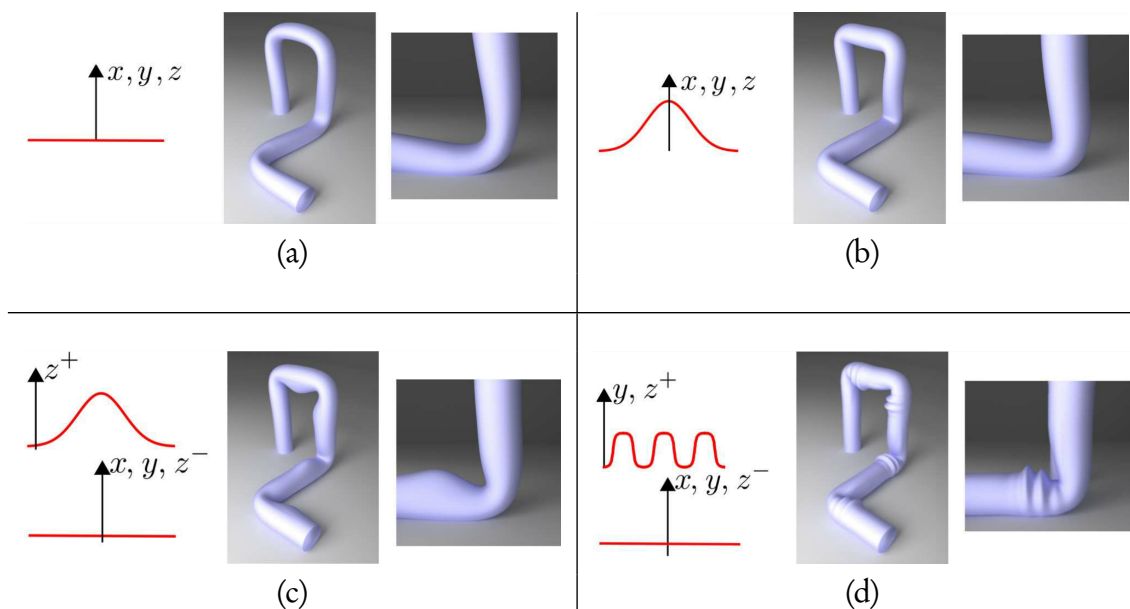 x, y, z
(a)
x, y, z
(b)
z⁺
x, y, z⁻
(c)
y, z⁺
x, y, z⁻
(d)